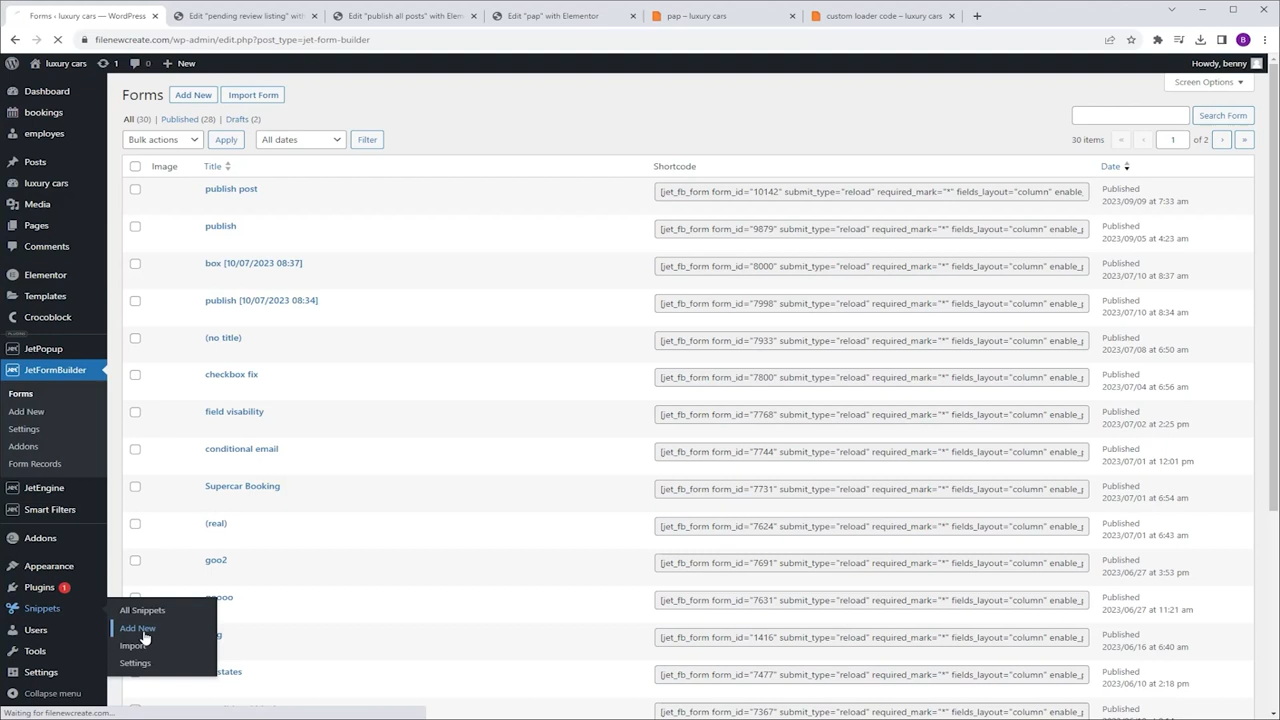 Forms ‹ luxury cars — WordPress
Edit "pending review listing" with
Edit "publish all posts" with Elem
Edit "pap" with Elementor
pap – luxury cars
custom loader code – luxury cars
filenewcreate.com/wp-admin/edit.php?post_type=jet-form-builder
B
luxury cars
1
0
New
Howdy, benny
Dashboard
bookings
employes
Posts
luxury cars
Media
Pages
Comments
Elementor
Templates
Crocoblock
JetPopup
JetFormBuilder
Forms
Add New
Settings
Addons
Form Records
JetEngine
Smart Filters
Addons
Appearance
Plugins 1
Snippets
Users
Tools
Settings
Collapse menu
All Snippets
Add New
Import
Settings
Forms Add New Import Form
Screen Options
All (30) Published (28) Drafts (2)
Search Form
Bulk actions Apply All dates Filter
30 items « ‹ 1 of 2 › »
Image Title Shortcode Date
publish post [jet_fb_form form_id="10142" submit_type="reload" required_mark="*" fields_layout="column" enable_ Published
2023/09/09 at 7:33 am
publish [jet_fb_form form_id="9879" submit_type="reload" required_mark="*" fields_layout="column" enable_p Published
2023/09/05 at 4:23 am
box [10/07/2023 08:37] [jet_fb_form form_id="8000" submit_type="reload" required_mark="*" fields_layout="column" enable_p Published
2023/07/10 at 8:37 am
publish [10/07/2023 08:34] [jet_fb_form form_id="7998" submit_type="reload" required_mark="*" fields_layout="column" enable_p Published
2023/07/10 at 8:34 am
(no title) [jet_fb_form form_id="7933" submit_type="reload" required_mark="*" fields_layout="column" enable_p Published
2023/07/08 at 6:50 am
checkbox fix [jet_fb_form form_id="7800" submit_type="reload" required_mark="*" fields_layout="column" enable_p Published
2023/07/04 at 6:56 am
field visability [jet_fb_form form_id="7768" submit_type="reload" required_mark="*" fields_layout="column" enable_p Published
2023/07/02 at 2:25 pm
conditional email [jet_fb_form form_id="7744" submit_type="reload" required_mark="*" fields_layout="column" enable_p Published
2023/07/01 at 12:01 pm
Supercar Booking [jet_fb_form form_id="7731" submit_type="reload" required_mark="*" fields_layout="column" enable_p Published
2023/07/01 at 6:54 am
(real) [jet_fb_form form_id="7624" submit_type="reload" required_mark="*" fields_layout="column" enable_p Published
2023/07/01 at 6:43 am
goo2 [jet_fb_form form_id="7691" submit_type="reload" required_mark="*" fields_layout="column" enable_p Published
2023/06/27 at 3:53 pm
[jet_fb_form form_id="7631" submit_type="reload" required_mark="*" fields_layout="column" enable_p Published
2023/06/27 at 11:21 am
[jet_fb_form form_id="1416" submit_type="reload" required_mark="*" fields_layout="column" enable_p Published
2023/06/16 at 6:40 am
states [jet_fb_form form_id="7477" submit_type="reload" required_mark="*" fields_layout="column" enable_p Published
2023/06/10 at 2:18 pm
[jet_fb_form form_id="7367" submit_type="reload" required_mark="*" fields_layout="column" enable_p Published
Waiting for filenewcreate.com...